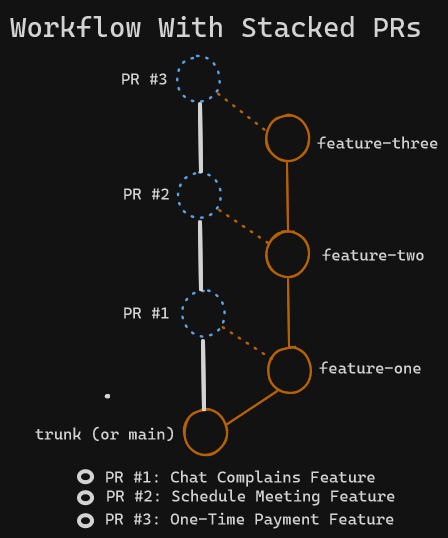 Workflow With Stacked PRs
PR #3
feature-three
PR #2
feature-two
PR #1
feature-one
trunk (or main)
PR #1: Chat Complains Feature
PR #2: Schedule Meeting Feature
PR #3: One-Time Payment Feature